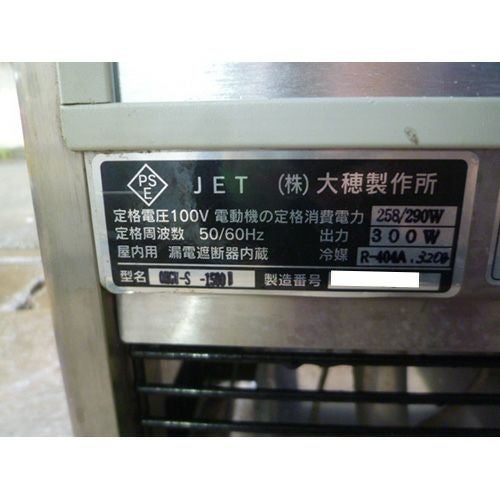 PSE JET (株)大穂製作所
定格電圧100V 電動機の定格消費電力 258/290W
定格周波数 50/60Hz 出力 300W
屋内用 漏電遮断器内蔵 冷媒 R-404A
型名 製造番号